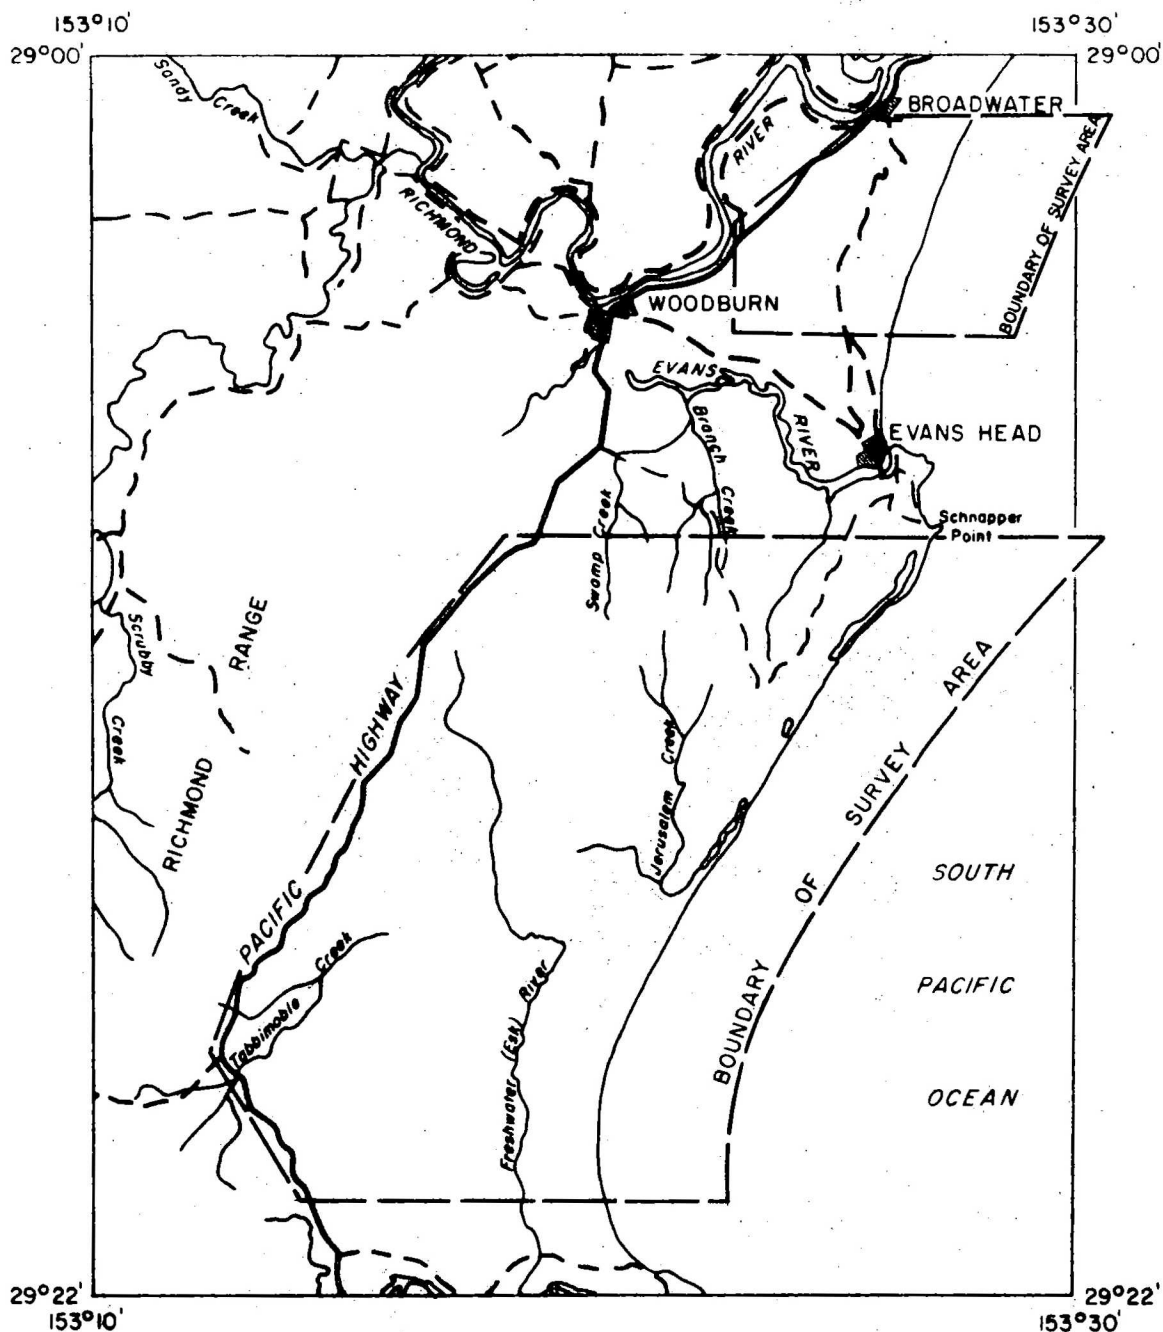 153°10'
153°30'
29°00'
29°00'
Sandy Creek
BROADWATER
RIVER
BOUNDARY OF SURVEY AREA
RICHMOND
WOODBURN
EVANS
RIVER
Branch Creek
EVANS HEAD
Schnapper
Point
Swamp Creek
Scrubby Creek
RICHMOND RANGE
PACIFIC HIGHWAY
Jerusalem Creek
BOUNDARY OF SURVEY AREA
SOUTH
PACIFIC
OCEAN
Tabbimoble Creek
Freshwater (Esk) River
29°22'
29°22'
153°10'
153°30'